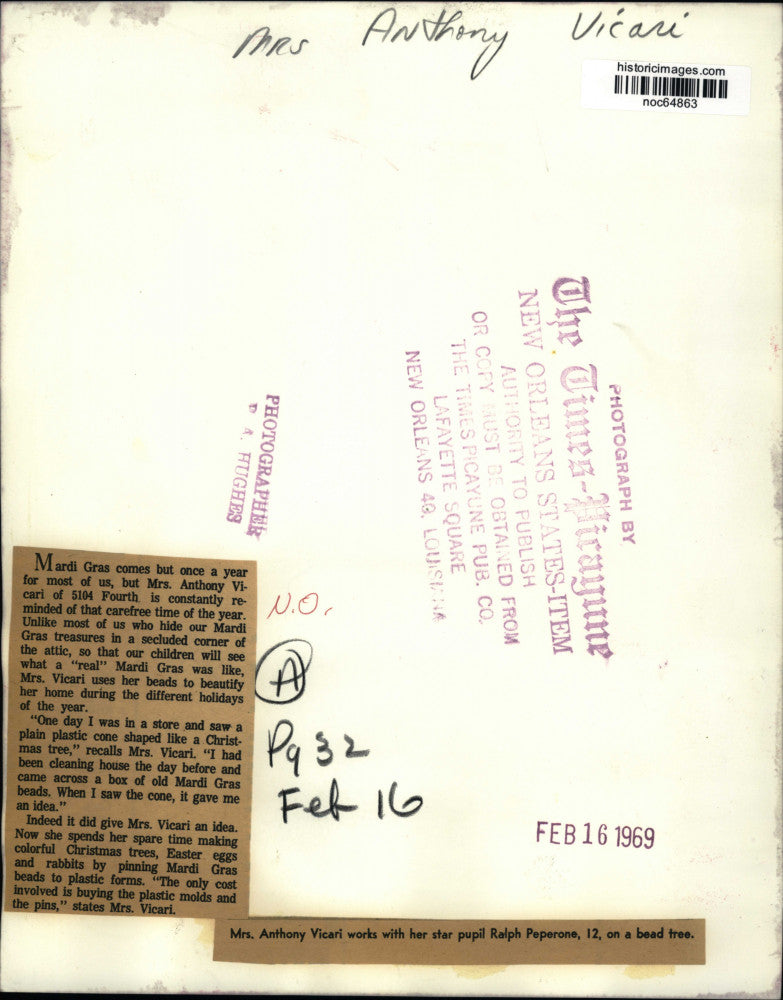 Mrs Anthony Vicari
historicimages.com
noc64863
PHOTOGRAPH BY
The Times-Picayune
NEW ORLEANS STATES-ITEM
AUTHORITY TO PUBLISH
OR COPY MUST BE OBTAINED FROM
THE TIMES PICAYUNE PUB. CO.
LAFAYETTE SQUARE
NEW ORLEANS 40, LOUISIANA
PHOTOGRAPHER
P. A. HUGHES
Mardi Gras comes but once a year
for most of us, but Mrs. Anthony Vi-
cari of 5104 Fourth is constantly re-
minded of that carefree time of the year.
Unlike most of us who hide our Mardi
Gras treasures in a secluded corner of
the attic, so that our children will see
what a "real" Mardi Gras was like,
Mrs. Vicari uses her beads to beautify
her home during the different holidays
of the year.
"One day I was in a store and saw a
plain plastic cone shaped like a Christ-
mas tree," recalls Mrs. Vicari. "I had
been cleaning house the day before and
came across a box of old Mardi Gras
beads. When I saw the cone, it gave me
an idea."
Indeed it did give Mrs. Vicari an idea.
Now she spends her spare time making
colorful Christmas trees, Easter eggs
and rabbits by pinning Mardi Gras
beads to plastic forms. "The only cost
involved is buying the plastic molds and
the pins," states Mrs. Vicari.
N.O.
A
Pg 32
Feb 16
FEB 16 1969
Mrs. Anthony Vicari works with her star pupil Ralph Peperone, 12, on a bead tree.